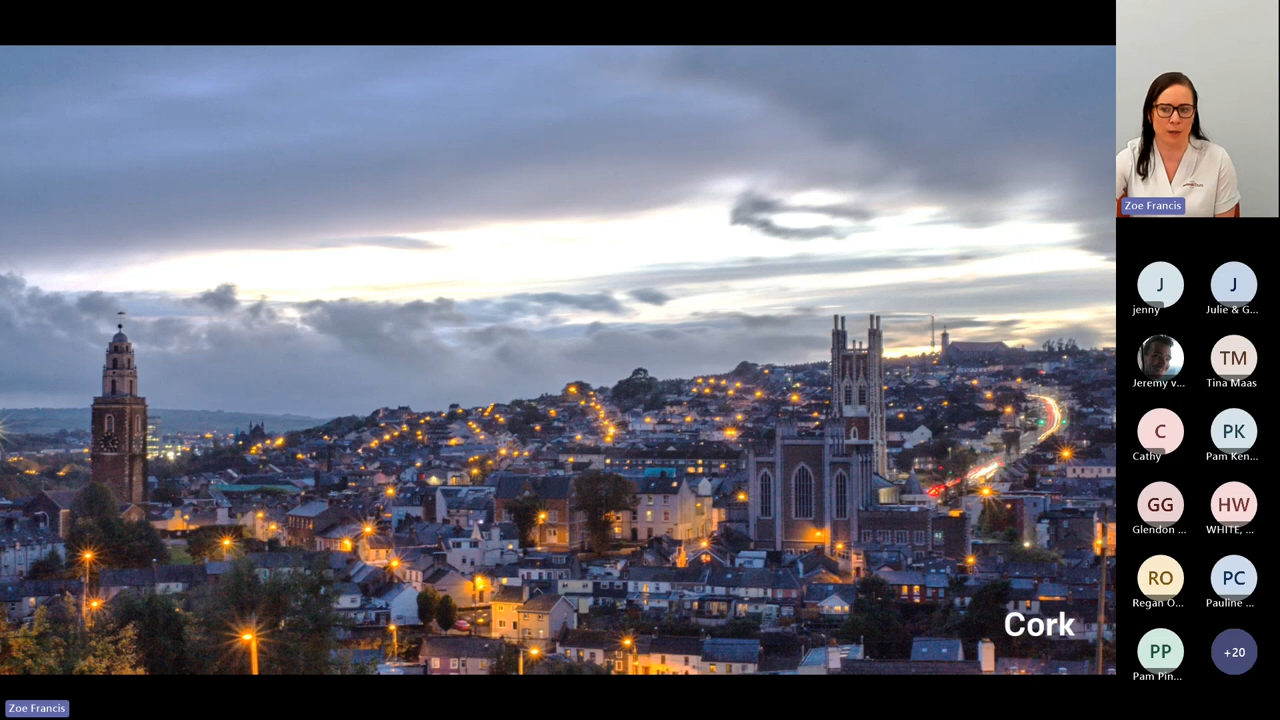 Cork
Zoe Francis
Zoe Francis
J
jenny
J
Julie & G...
Jeremy v...
TM
Tina Maas
C
Cathy
PK
Pam Ken...
GG
Glendon ...
HW
WHITE, ...
RO
Regan O...
PC
Pauline ...
PP
Pam Pin...
+20